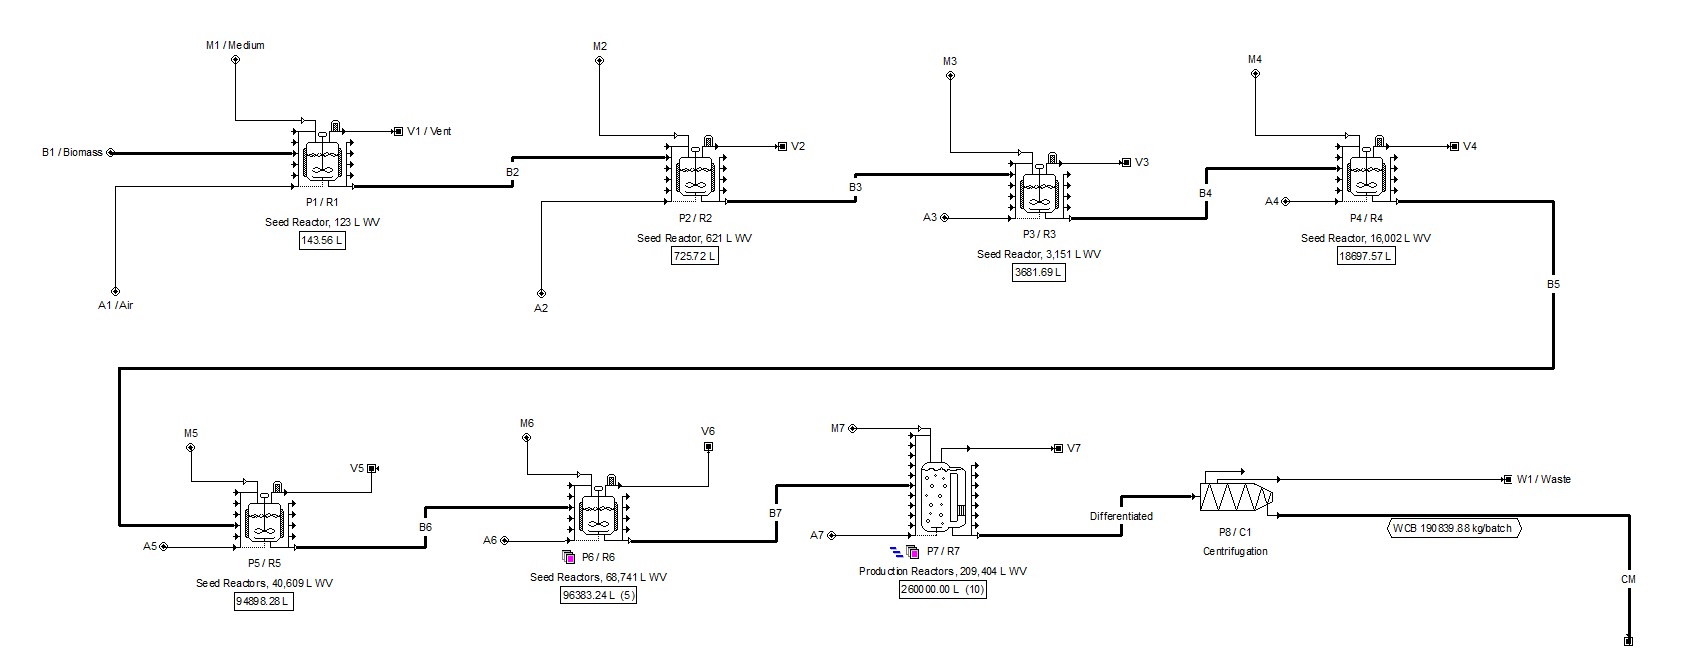 M1 / Medium
M2
M3
M4
B1 / Biomass
V1 / Vent
V2
V3
V4
B2
B3
B4
A3
A4
P1 / R1
Seed Reactor, 123 L WV
143.56 L
P2 / R2
Seed Reactor, 621 L WV
725.72 L
P3 / R3
Seed Reactor, 3,151 L WV
3681.69 L
P4 / R4
Seed Reactor, 16,002 L WV
18697.57 L
A1 / Air
A2
B5
M5
M6
M7
V5
V6
V7
B6
B7
A5
A6
A7
P5 / R5
Seed Reactors, 40,609 L WV
94898.28 L
P6 / R6
Seed Reactors, 68,741 L WV
96383.24 L (5)
P7 / R7
Production Reactors, 209,404 L WV
260000.00 L (10)
Differentiated
P8 / C1
Centrifugation
W1 / Waste
WCB 190839.88 kg/batch
CM